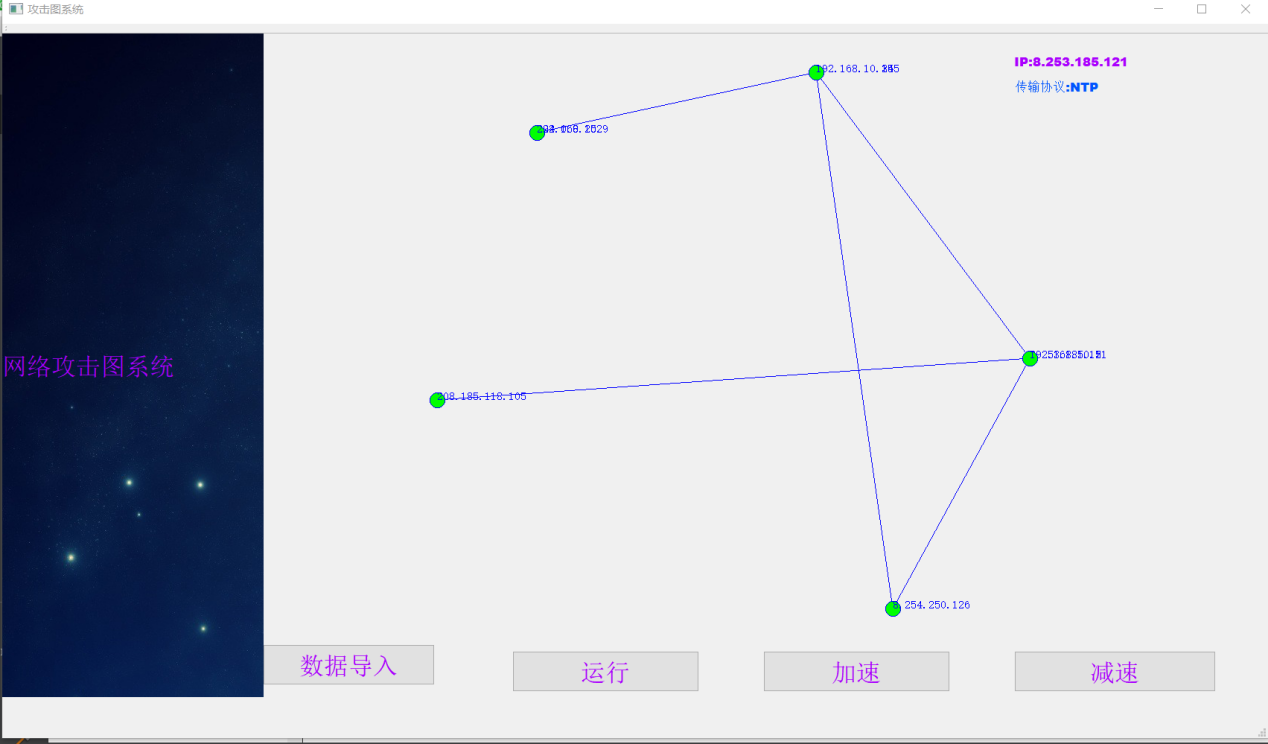 攻击图系统
IP:8.253.185.121
传输协议:NTP
网络攻击图系统
208.185.118.105
8.254.250.126
数据导入
运行
加速
减速